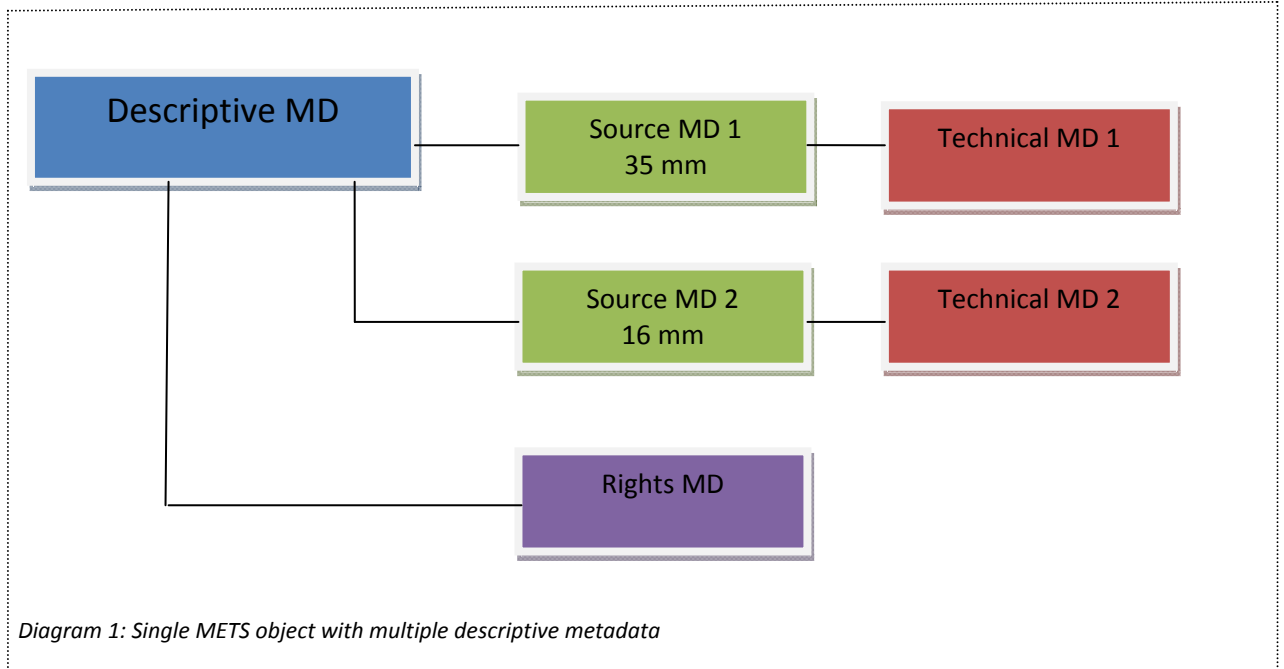 Descriptive MD
Source MD 1
35 mm
Technical MD 1
Source MD 2
16 mm
Technical MD 2
Rights MD
Diagram 1: Single METS object with multiple descriptive metadata